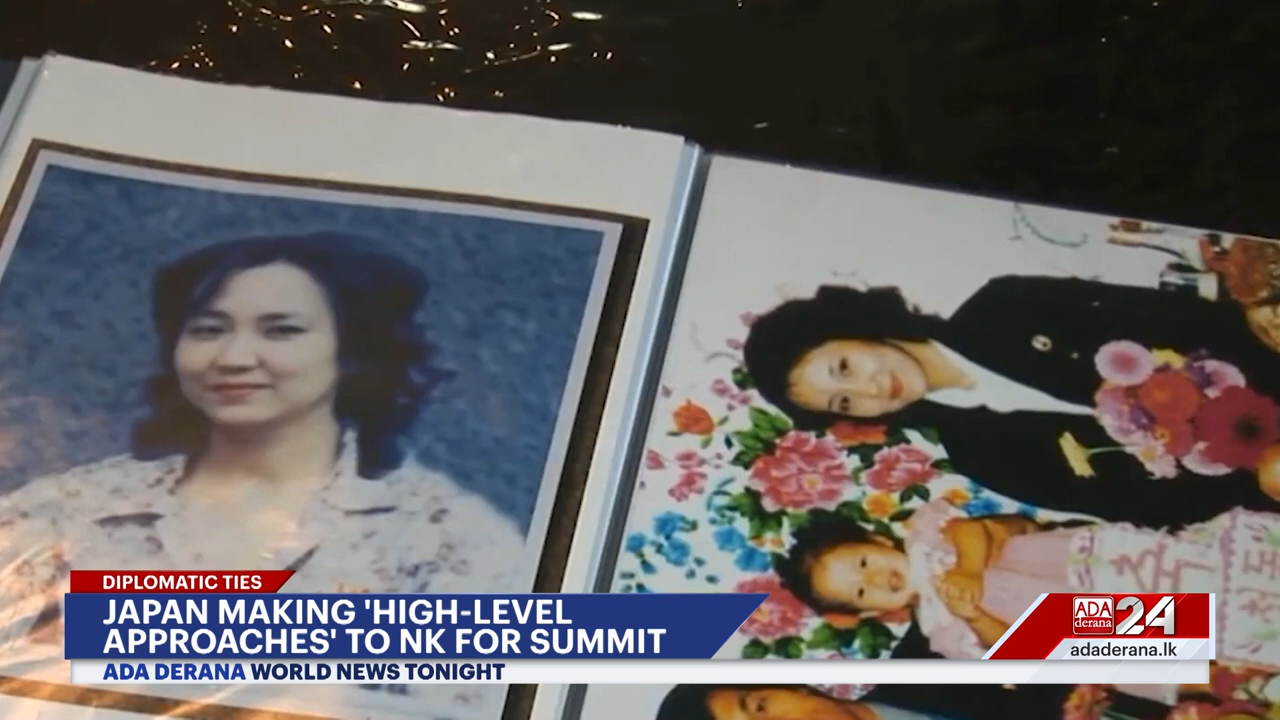 DIPLOMATIC TIES
JAPAN MAKING 'HIGH-LEVEL
APPROACHES' TO NK FOR SUMMIT
ADA DERANA WORLD NEWS TONIGHT
ADA
derana
24
adaderana.lk